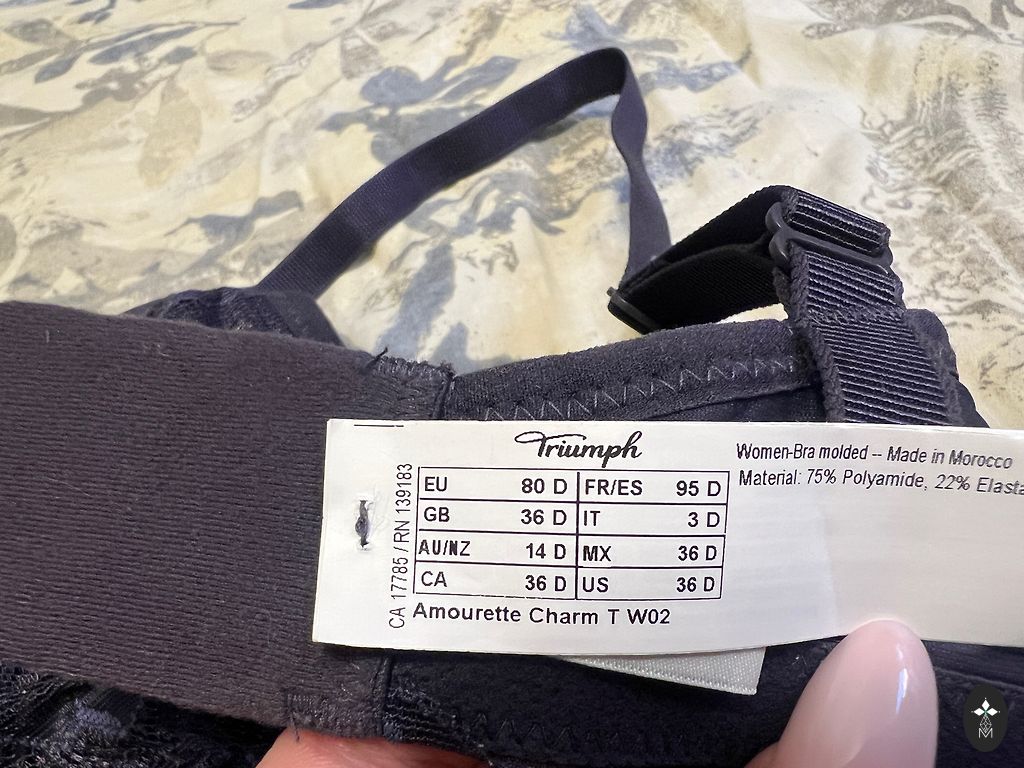 Triumph
CA 17785 / RN 139183
EU 80 D FR/ES 95 D
GB 36 D IT 3 D
AU/NZ 14 D MX 36 D
CA 36 D US 36 D
Amourette Charm T W02
Women-Bra molded -- Made in Morocco
Material: 75% Polyamide, 22% Elasta
M